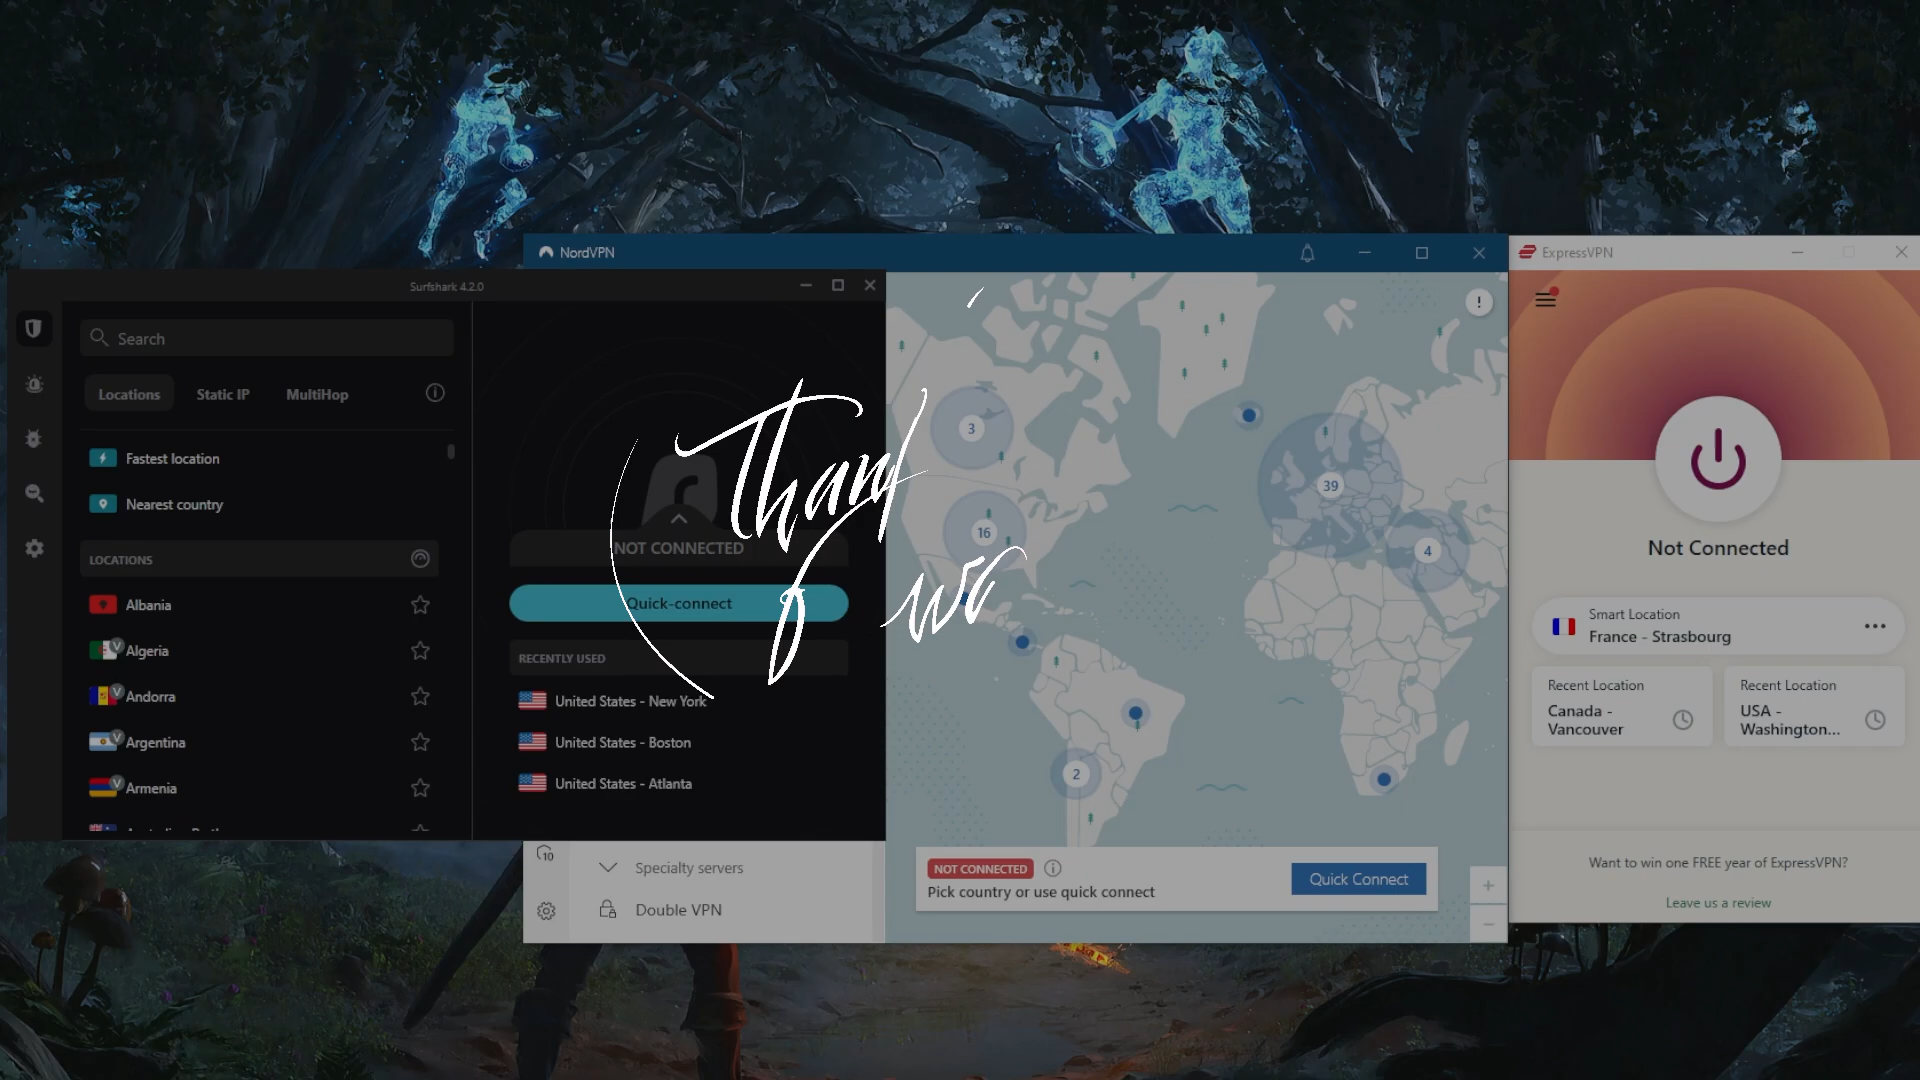 NordVPN
ExpressVPN
Surfshark 4.2.0
Search
Locations
Static IP
MultiHop
Fastest location
Nearest country
LOCATIONS
Albania
V Algeria
V Andorra
V Argentina
V Armenia
NOT CONNECTED
Quick-connect
RECENTLY USED
United States - New York
United States - Boston
United States - Atlanta
10
Specialty servers
Double VPN
!
3
16
39
4
2
NOT CONNECTED
Pick country or use quick connect
Quick Connect
+
−
Not Connected
Smart Location
France - Strasbourg
Recent Location
Canada -
Vancouver
Recent Location
USA -
Washington...
Want to win one FREE year of ExpressVPN?
Leave us a review